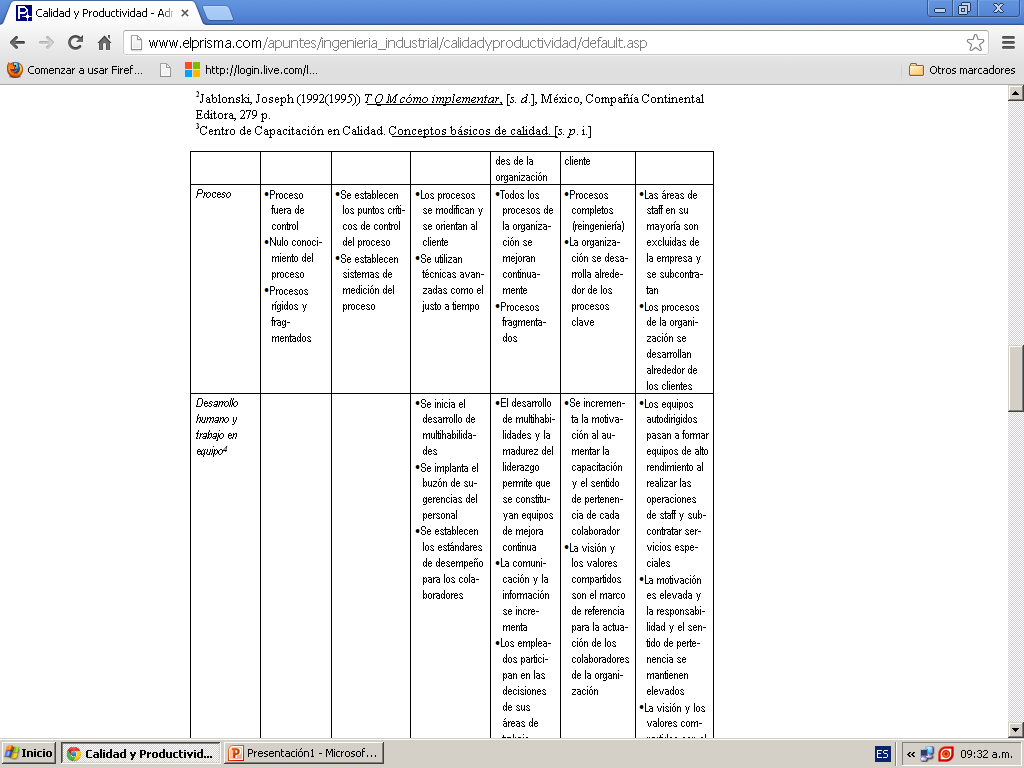 Calidad y Productividad - Adr
www.elprisma.com/apuntes/ingenieria_industrial/calidadyproductividad/default.asp
Comenzar a usar Firef...
http://login.live.com/l...
Otros marcadores
2Jablonski, Joseph (1992(1995)) T Q M cómo implementar, [s. d.], México, Compañía Continental
Editora, 279 p.
3Centro de Capacitación en Calidad. Conceptos básicos de calidad. [s. p. i.]
des de la
organización
cliente
Proceso
•Proceso
fuera de
control
•Nulo conoci-
miento del
proceso
•Procesos
rígidos y
frag-
mentados
•Se establecen
los puntos críti-
cos de control
del proceso
•Se establecen
sistemas de
medición del
proceso
•Los procesos
se modifican y
se orientan al
cliente
•Se utilizan
técnicas avan-
zadas como el
justo a tiempo
•Todos los
procesos de
la organiza-
ción se
mejoran
continua-
mente
•Procesos
fragmenta-
dos
•Procesos
completos
(reingeniería)
•La organiza-
ción se desa-
rrolla alrede-
dor de los
procesos
clave
•Las áreas de
staff en su
mayoría son
excluidas de
la empresa y
se subcontra-
tan
•Los procesos
de la organi-
zación se
desarrollan
alrededor de
los clientes
Desarrollo
humano y
trabajo en
equipo4
•Se inicia el
desarrollo de
multihabilida-
des
•Se implanta el
buzón de su-
gerencias del
personal
•Se establecen
los estándares
de desempeño
para los cola-
boradores
•El desarrollo
de multihabi-
lidades y la
madurez del
liderazgo
permite que
se constitu-
yan equipos
de mejora
continua
•La comuni-
cación y la
información
se incre-
menta
•Los emplea-
dos partici-
pan en las
decisiones
de sus
áreas de
•Se incremen-
ta la motiva-
ción al au-
mentar la
capacitación
y el sentido
de pertenen-
cia de cada
colaborador
•La visión y
los valores
compartidos
son el marco
de referencia
para la actua-
ción de los
colaboradores
de la organi-
zación
•Los equipos
autodirigidos
pasan a formar
equipos de alto
rendimiento al
realizar las
operaciones
de staff y sub-
contratar ser-
vicios espe-
ciales
•La motivación
es elevada y
la responsabi-
lidad y el sen-
tido de perte-
nencia se
mantienen
elevados
•La visión y los
valores com-
Inicio
Calidad y Productivid...
Presentación1 - Microsof...
ES
«
09:32 a.m.